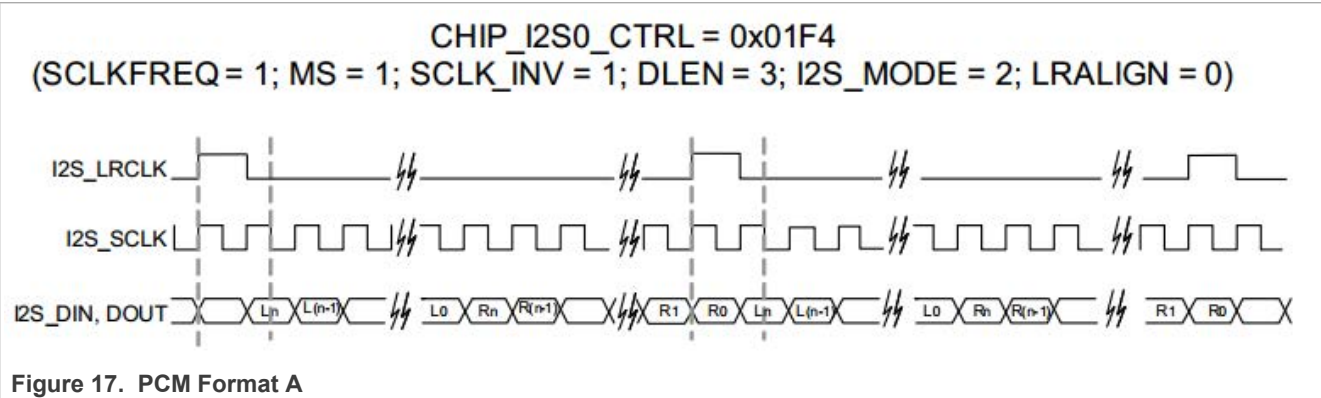 CHIP_I2S0_CTRL = 0x01F4
(SCLKFREQ = 1; MS = 1; SCLK_INV = 1; DLEN = 3; I2S_MODE = 2; LRALIGN = 0)
I2S_LRCLK
I2S_SCLK
I2S_DIN, DOUT Ln L(n-1) L0 Rn R(n-1) R1 R0 Ln L(n-1) L0 Rn R(n-1) R1 R0
Figure 17. PCM Format A